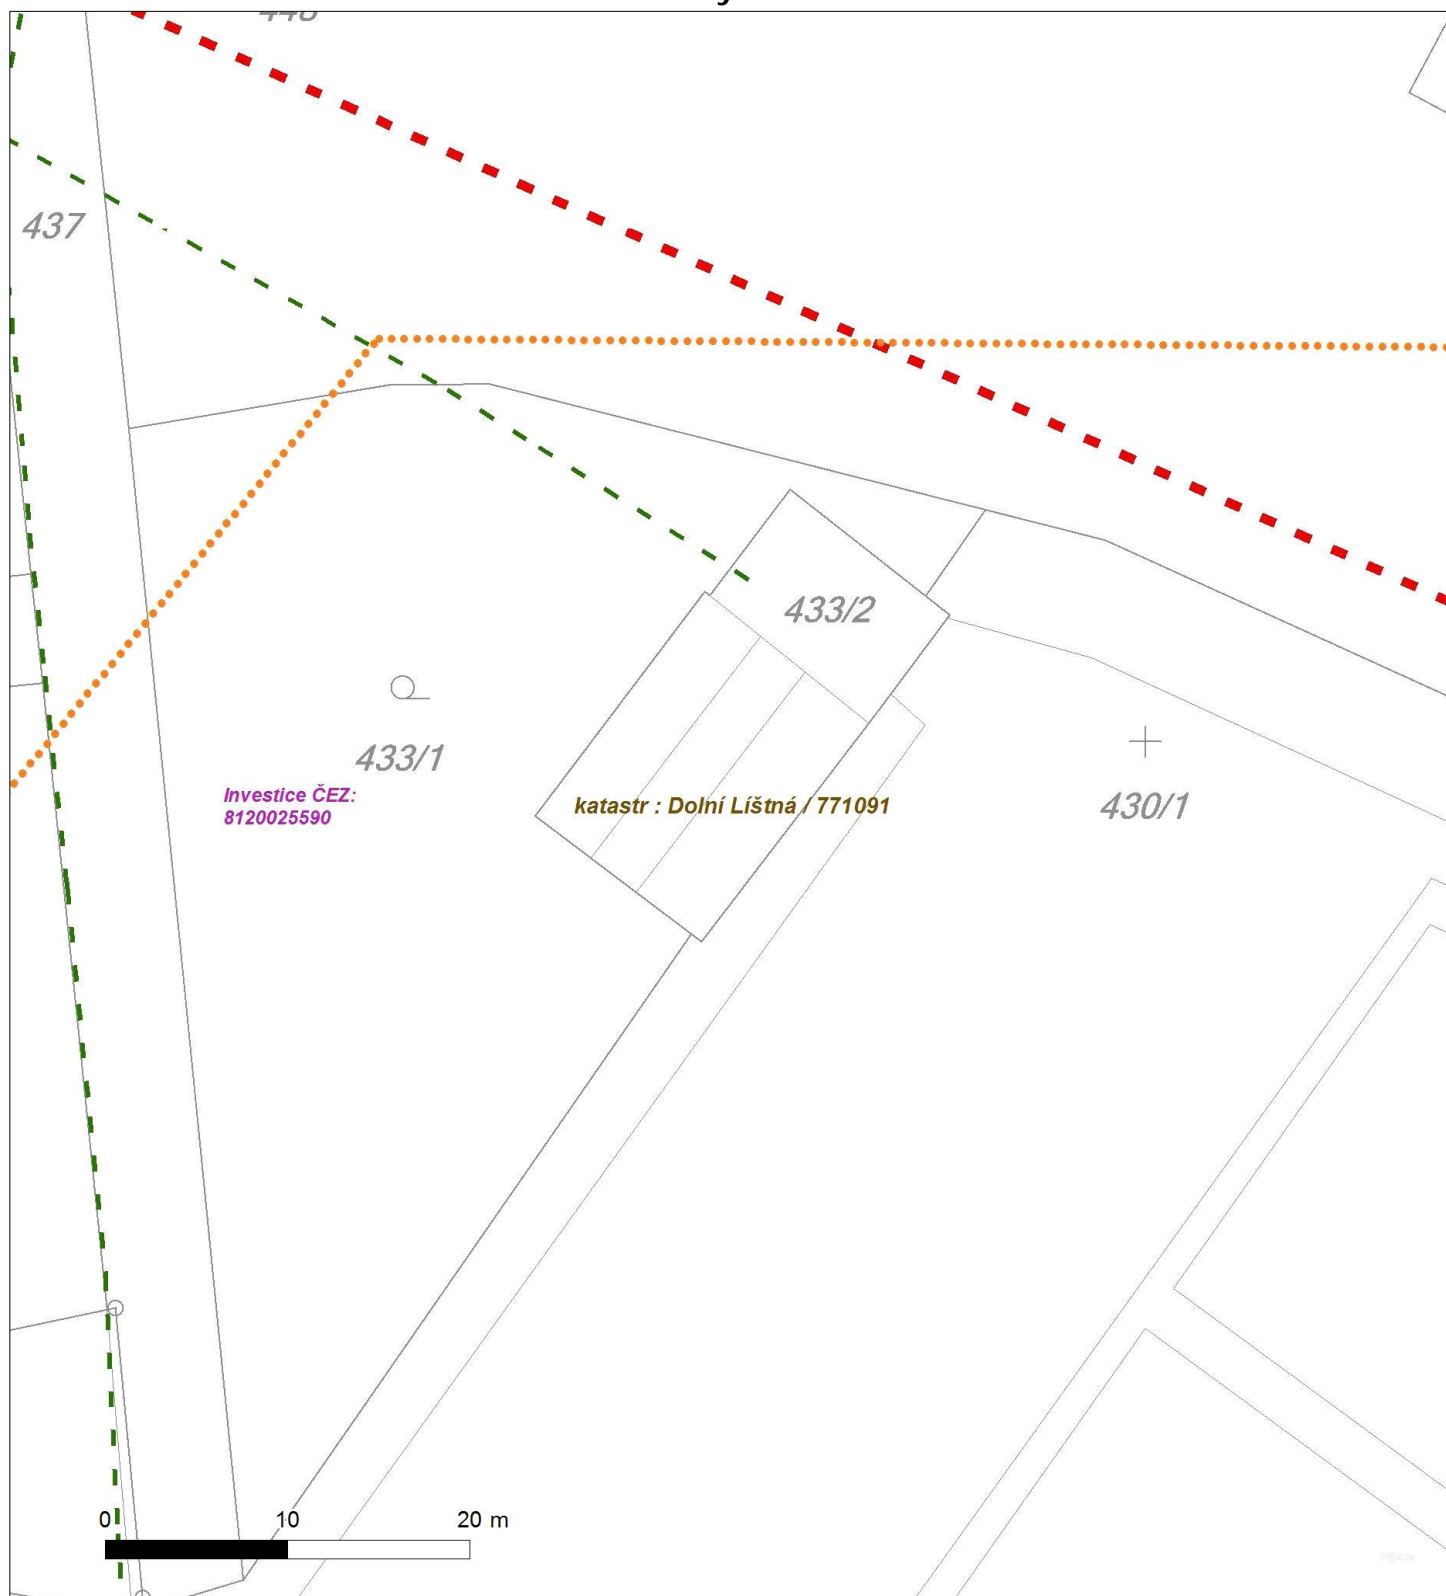 437
433/2
433/1
Investice ČEZ:
8120025590
katastr : Dolní Líštná / 771091
430/1
0 10 20 m